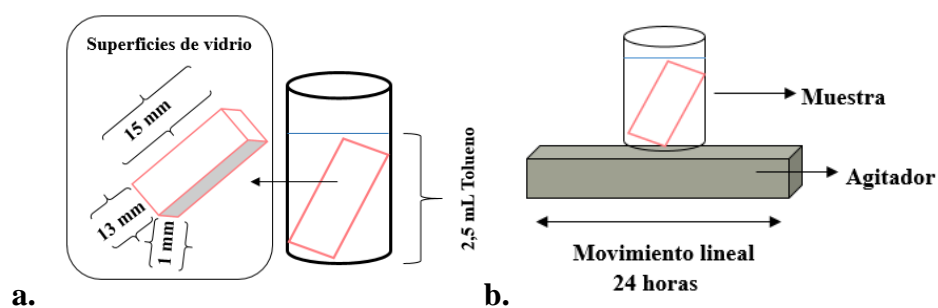 Superficies de vidrio
15 mm
13 mm
1 mm
2,5 mL Tolueno
a.
Muestra
Agitador
Movimiento lineal
24 horas
b.